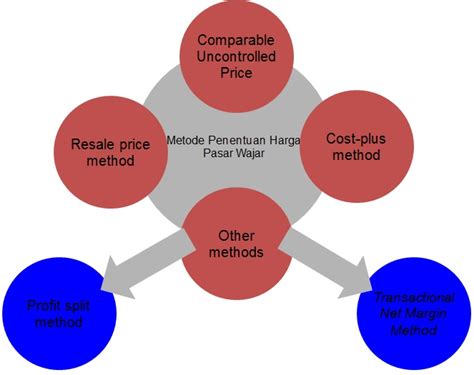 Comparable
Uncontrolled
Price
Resale price
method
Metode Penentuan Harga
Pasar Wajar
Cost-plus
method
Other
methods
Profit split
method
Transactional
Net Margin
Method